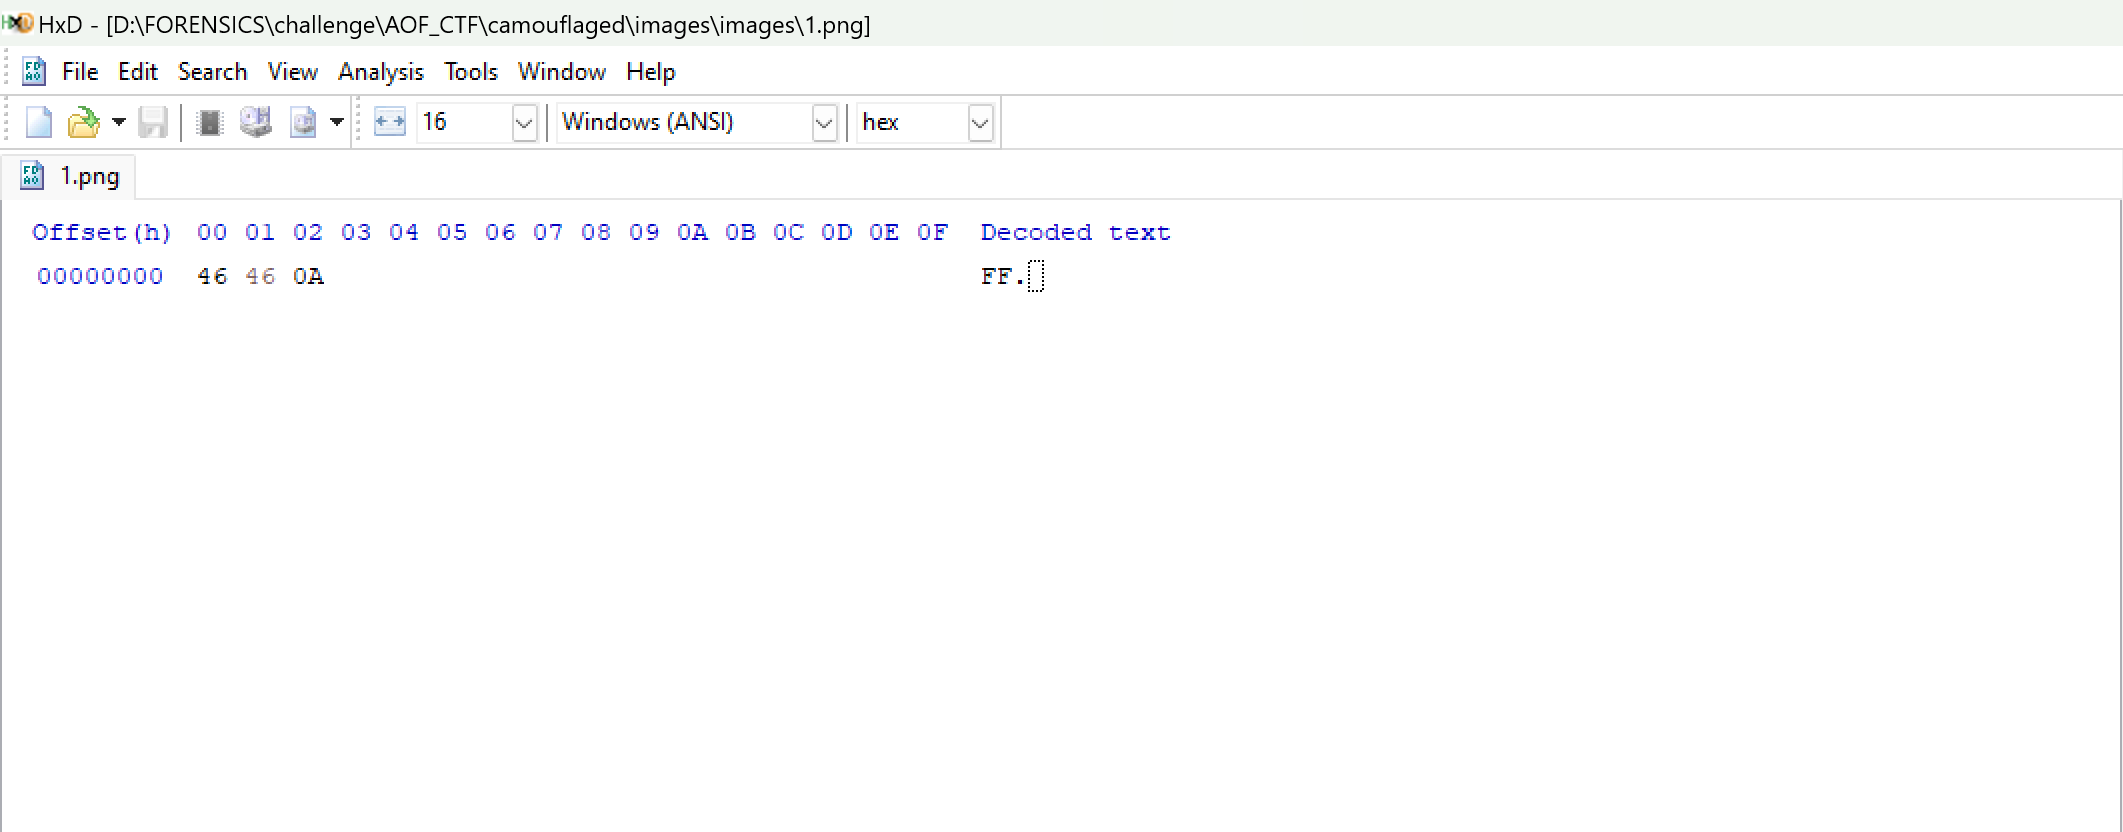 HxD - [D:\FORENSICS\challenge\AOF_CTF\camouflaged\images\images\1.png]
File Edit Search View Analysis Tools Window Help
16 Windows (ANSI) hex
1.png
Offset(h) 00 01 02 03 04 05 06 07 08 09 0A 0B 0C 0D 0E 0F Decoded text
00000000 46 46 0A FF.